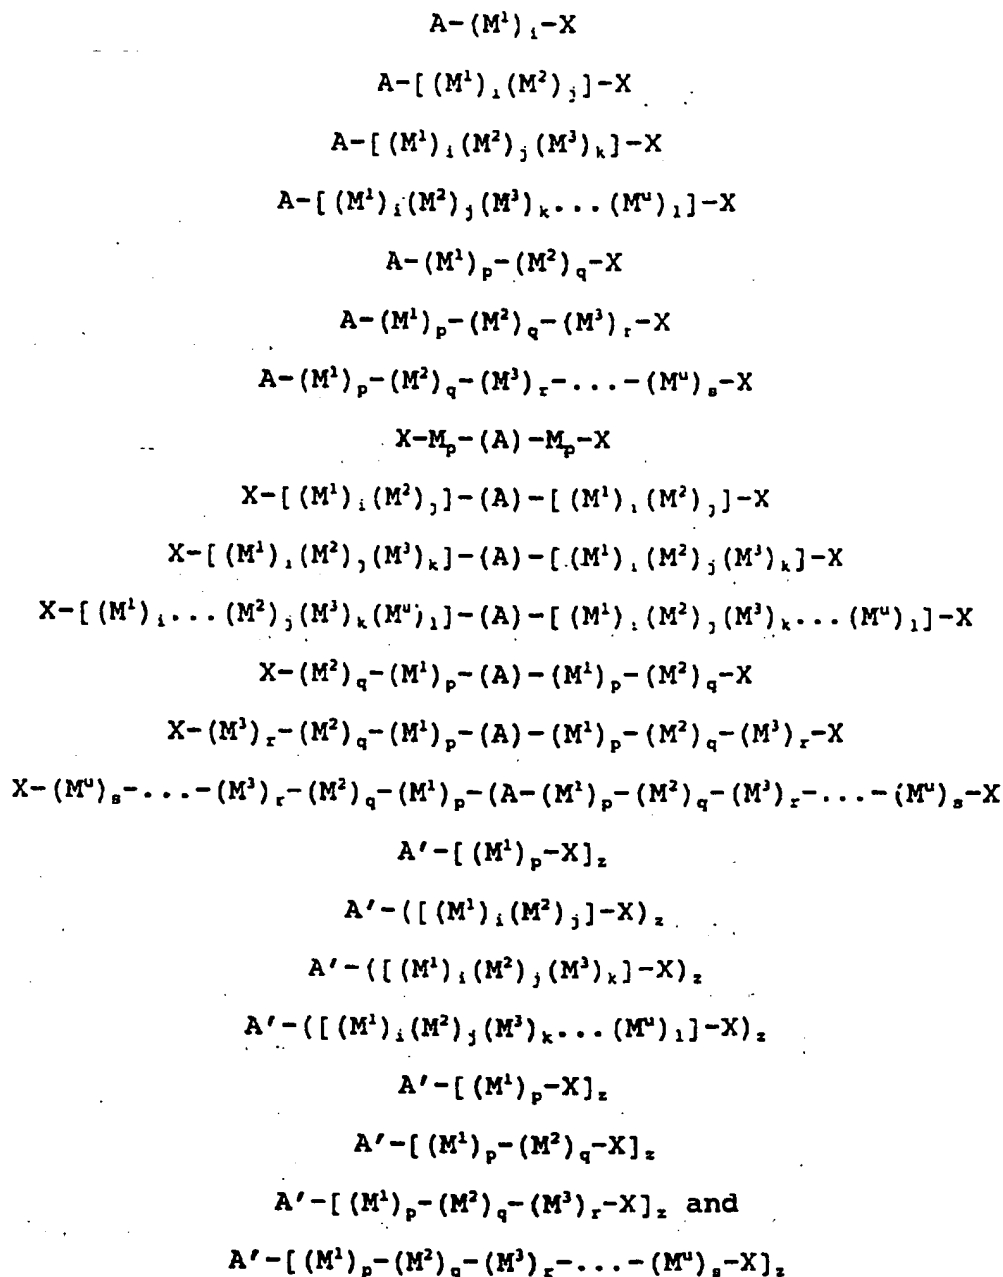 A-(M¹)ᵢ-X
A-[(M¹)ᵢ(M²)ⱼ]-X
A-[(M¹)ᵢ(M²)ⱼ(M³)ₖ]-X
A-[(M¹)ᵢ(M²)ⱼ(M³)ₖ...(Mᵘ)ₗ]-X
A-(M¹)ₚ-(M²)q-X
A-(M¹)ₚ-(M²)q-(M³)ᵣ-X
A-(M¹)ₚ-(M²)q-(M³)ᵣ-...-(Mᵘ)ₛ-X
X-Mₚ-(A)-Mₚ-X
X-[(M¹)ᵢ(M²)ⱼ]-(A)-[(M¹)ᵢ(M²)ⱼ]-X
X-[(M¹)ᵢ(M²)ⱼ(M³)ₖ]-(A)-[(M¹)ᵢ(M²)ⱼ(M³)ₖ]-X
X-[(M¹)ᵢ...(M²)ⱼ(M³)ₖ(Mᵘ)ₗ]-(A)-[(M¹)ᵢ(M²)ⱼ(M³)ₖ...(Mᵘ)ₗ]-X
X-(M²)q-(M¹)ₚ-(A)-(M¹)ₚ-(M²)q-X
X-(M³)ᵣ-(M²)q-(M¹)ₚ-(A)-(M¹)ₚ-(M²)q-(M³)ᵣ-X
X-(Mᵘ)ₛ-...-(M³)ᵣ-(M²)q-(M¹)ₚ-(A-(M¹)ₚ-(M²)q-(M³)ᵣ-...-(Mᵘ)ₛ-X
A′-[(M¹)ₚ-X]z
A′-([(M¹)ᵢ(M²)ⱼ]-X)z
A′-([(M¹)ᵢ(M²)ⱼ(M³)ₖ]-X)z
A′-([(M¹)ᵢ(M²)ⱼ(M³)ₖ...(Mᵘ)ₗ]-X)z
A′-[(M¹)ₚ-X]z
A′-[(M¹)ₚ-(M²)q-X]z
A′-[(M¹)ₚ-(M²)q-(M³)ᵣ-X]z and
A′-[(M¹)ₚ-(M²)q-(M³)ᵣ-...-(Mᵘ)ₛ-X]z